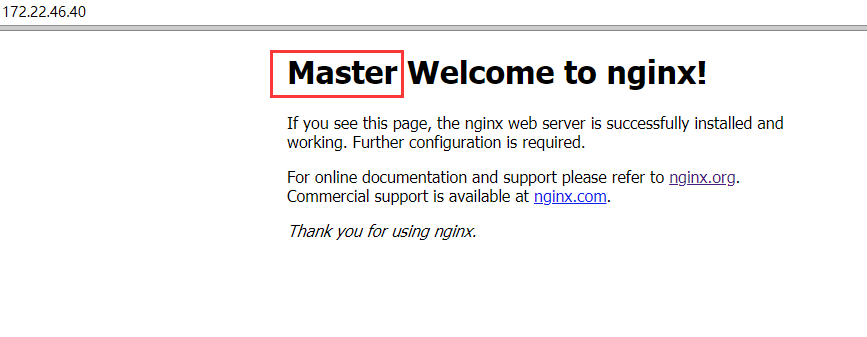 172.22.46.40
Master Welcome to nginx!
If you see this page, the nginx web server is successfully installed and
working. Further configuration is required.
For online documentation and support please refer to nginx.org.
Commercial support is available at nginx.com.
Thank you for using nginx.